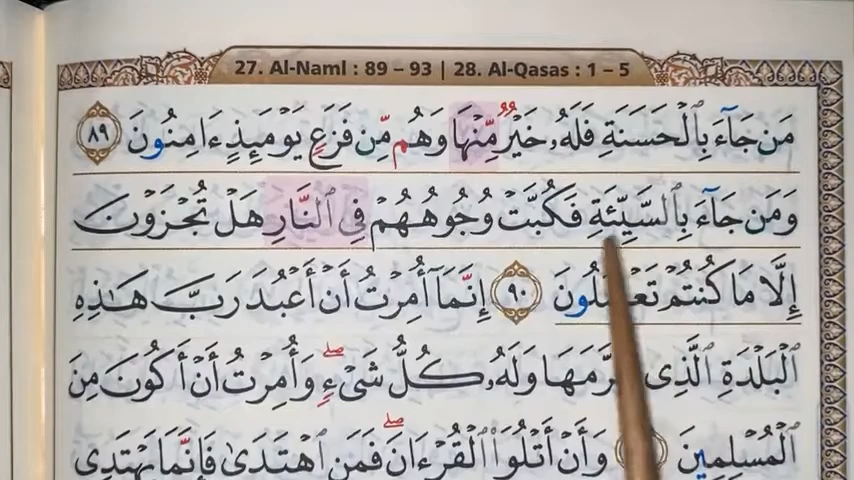 27. Al-Naml : 89 – 93 | 28. Al-Qasas : 1 – 5
مَن جَآءَ بِٱلْحَسَنَةِ فَلَهُۥ خَيْرٌ مِّنْهَا وَهُم مِّن فَزَعٍ يَوْمَئِذٍ ءَامِنُونَ ٨٩
وَمَن جَآءَ بِٱلسَّيِّئَةِ فَكُبَّتْ وُجُوهُهُمْ فِى ٱلنَّارِ هَلْ تُجْزَوْنَ
إِلَّا مَا كُنتُمْ تَعْمَلُونَ ٩٠ إِنَّمَآ أُمِرْتُ أَنْ أَعْبُدَ رَبَّ هَـٰذِهِ
ٱلْبَلْدَةِ ٱلَّذِى حَرَّمَهَا وَلَهُۥ كُلُّ شَىْءٍ ۖ وَأُمِرْتُ أَنْ أَكُونَ مِنَ
ٱلْمُسْلِمِينَ وَأَنْ أَتْلُوَا۟ ٱلْقُرْءَانَ ۖ فَمَنِ ٱهْتَدَىٰ فَإِنَّمَا يَهْتَدِى